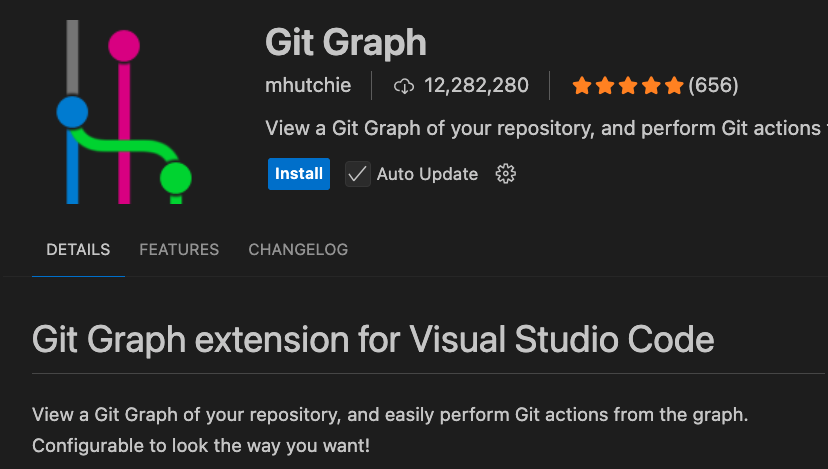 Git Graph
mhutchie 12,282,280 (656)
View a Git Graph of your repository, and perform Git actions
Install Auto Update
DETAILS FEATURES CHANGELOG
Git Graph extension for Visual Studio Code
View a Git Graph of your repository, and easily perform Git actions from the graph.
Configurable to look the way you want!